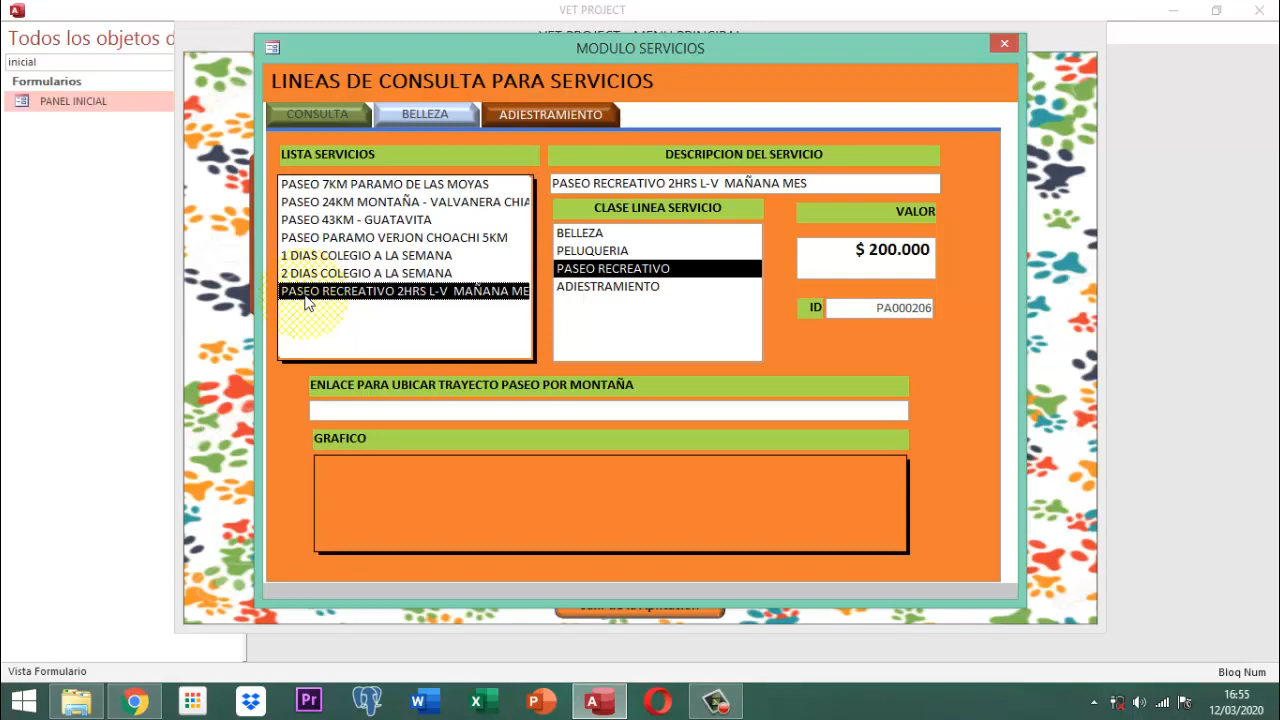 VET PROJECT
Todos los objetos d
inicial
Formularios
PANEL INICIAL
MODULO SERVICIOS
LINEAS DE CONSULTA PARA SERVICIOS
CONSULTA
BELLEZA
ADIESTRAMIENTO
LISTA SERVICIOS
PASEO 7KM PARAMO DE LAS MOYAS
PASEO 24KM MONTAÑA - VALVANERA CHIA
PASEO 43KM - GUATAVITA
PASEO PARAMO VERJON CHOACHI 5KM
1 DIAS COLEGIO A LA SEMANA
2 DIAS COLEGIO A LA SEMANA
PASEO RECREATIVO 2HRS L-V MAÑANA ME
DESCRIPCION DEL SERVICIO
PASEO RECREATIVO 2HRS L-V MAÑANA MES
CLASE LINEA SERVICIO
BELLEZA
PELUQUERIA
PASEO RECREATIVO
ADIESTRAMIENTO
VALOR
$ 200.000
ID
PA000206
ENLACE PARA UBICAR TRAYECTO PASEO POR MONTAÑA
GRAFICO
Vista Formulario
Bloq Num
16:55
12/03/2020